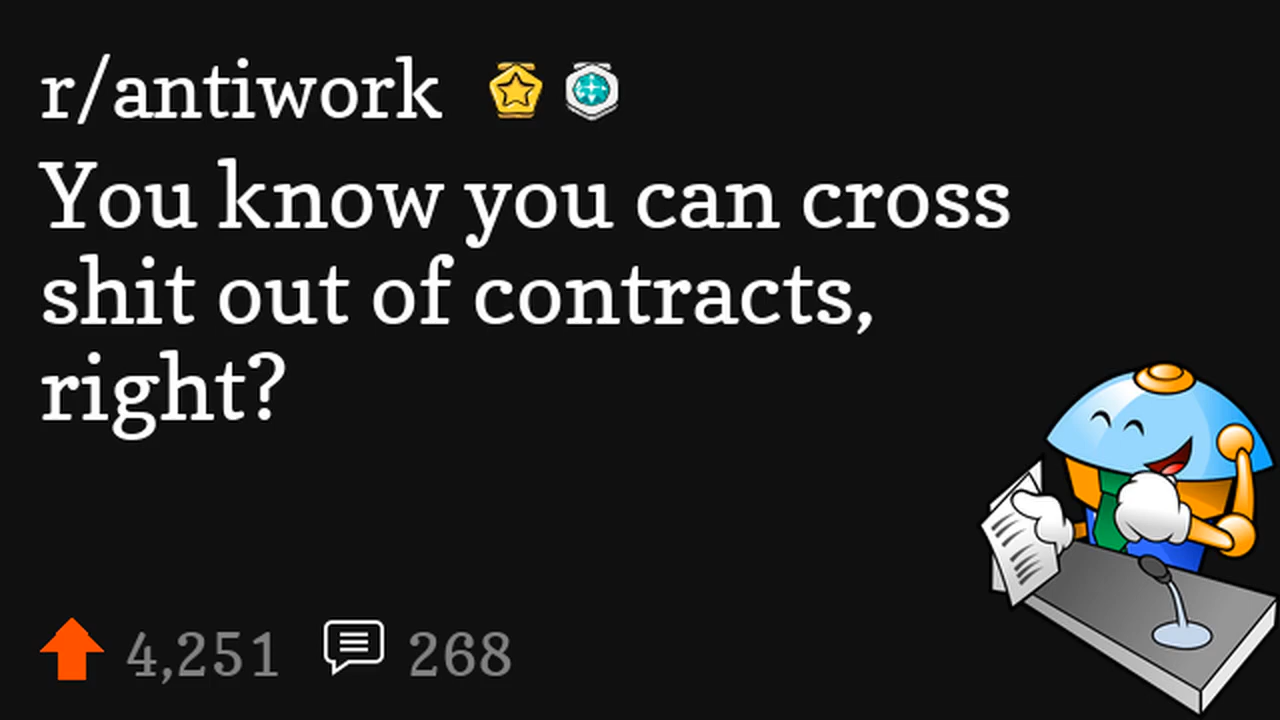 r/antiwork
You know you can cross
shit out of contracts,
right?
4,251 268